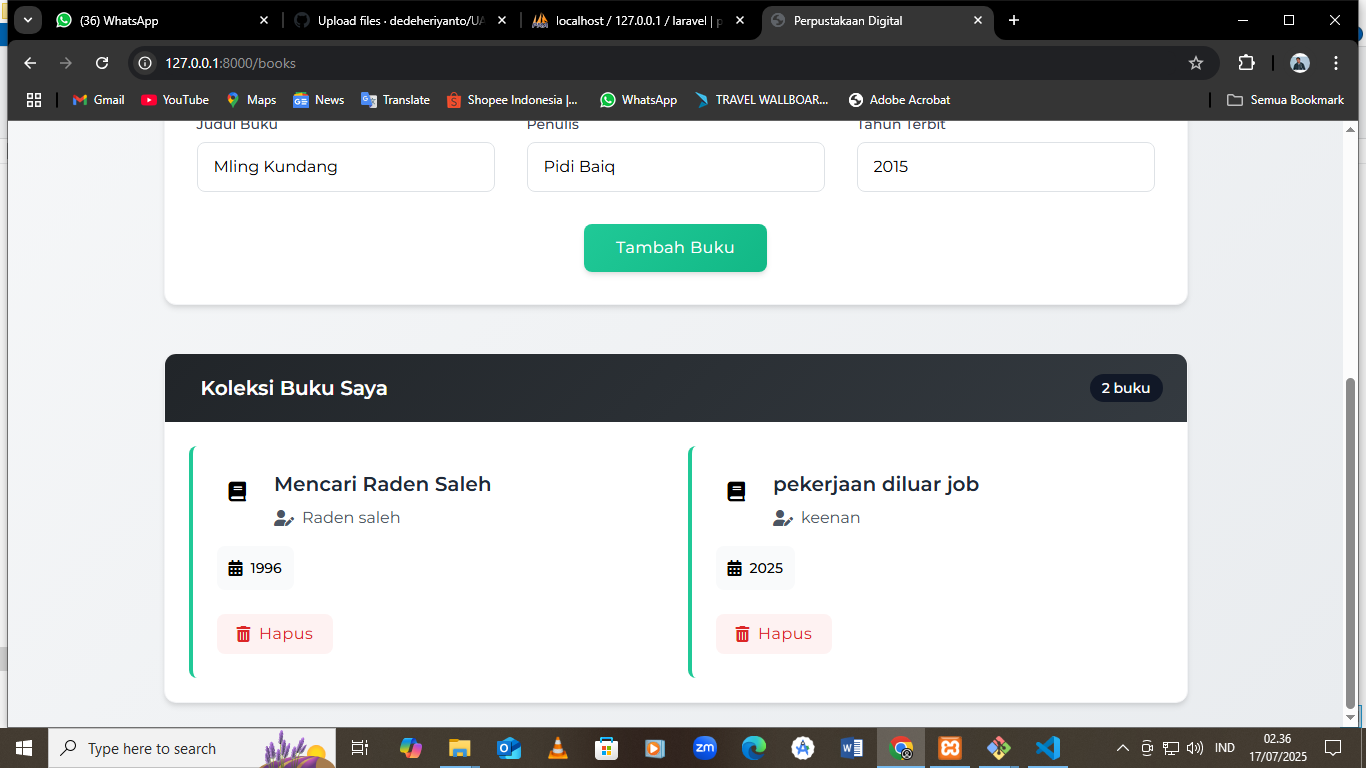 (36) WhatsApp
Upload files · dedeheriyanto/UA
localhost / 127.0.0.1 / laravel | p
Perpustakaan Digital
127.0.0.1:8000/books
Gmail
YouTube
Maps
News
Translate
Shopee Indonesia |...
WhatsApp
TRAVEL WALLBOAR...
Adobe Acrobat
Semua Bookmark
Judul Buku
Penulis
Tahun Terbit
Mling Kundang
Pidi Baiq
2015
Tambah Buku
Koleksi Buku Saya
2 buku
Mencari Raden Saleh
Raden saleh
1996
Hapus
pekerjaan diluar job
keenan
2025
Hapus
Type here to search
zm
IND
02.36
17/07/2025